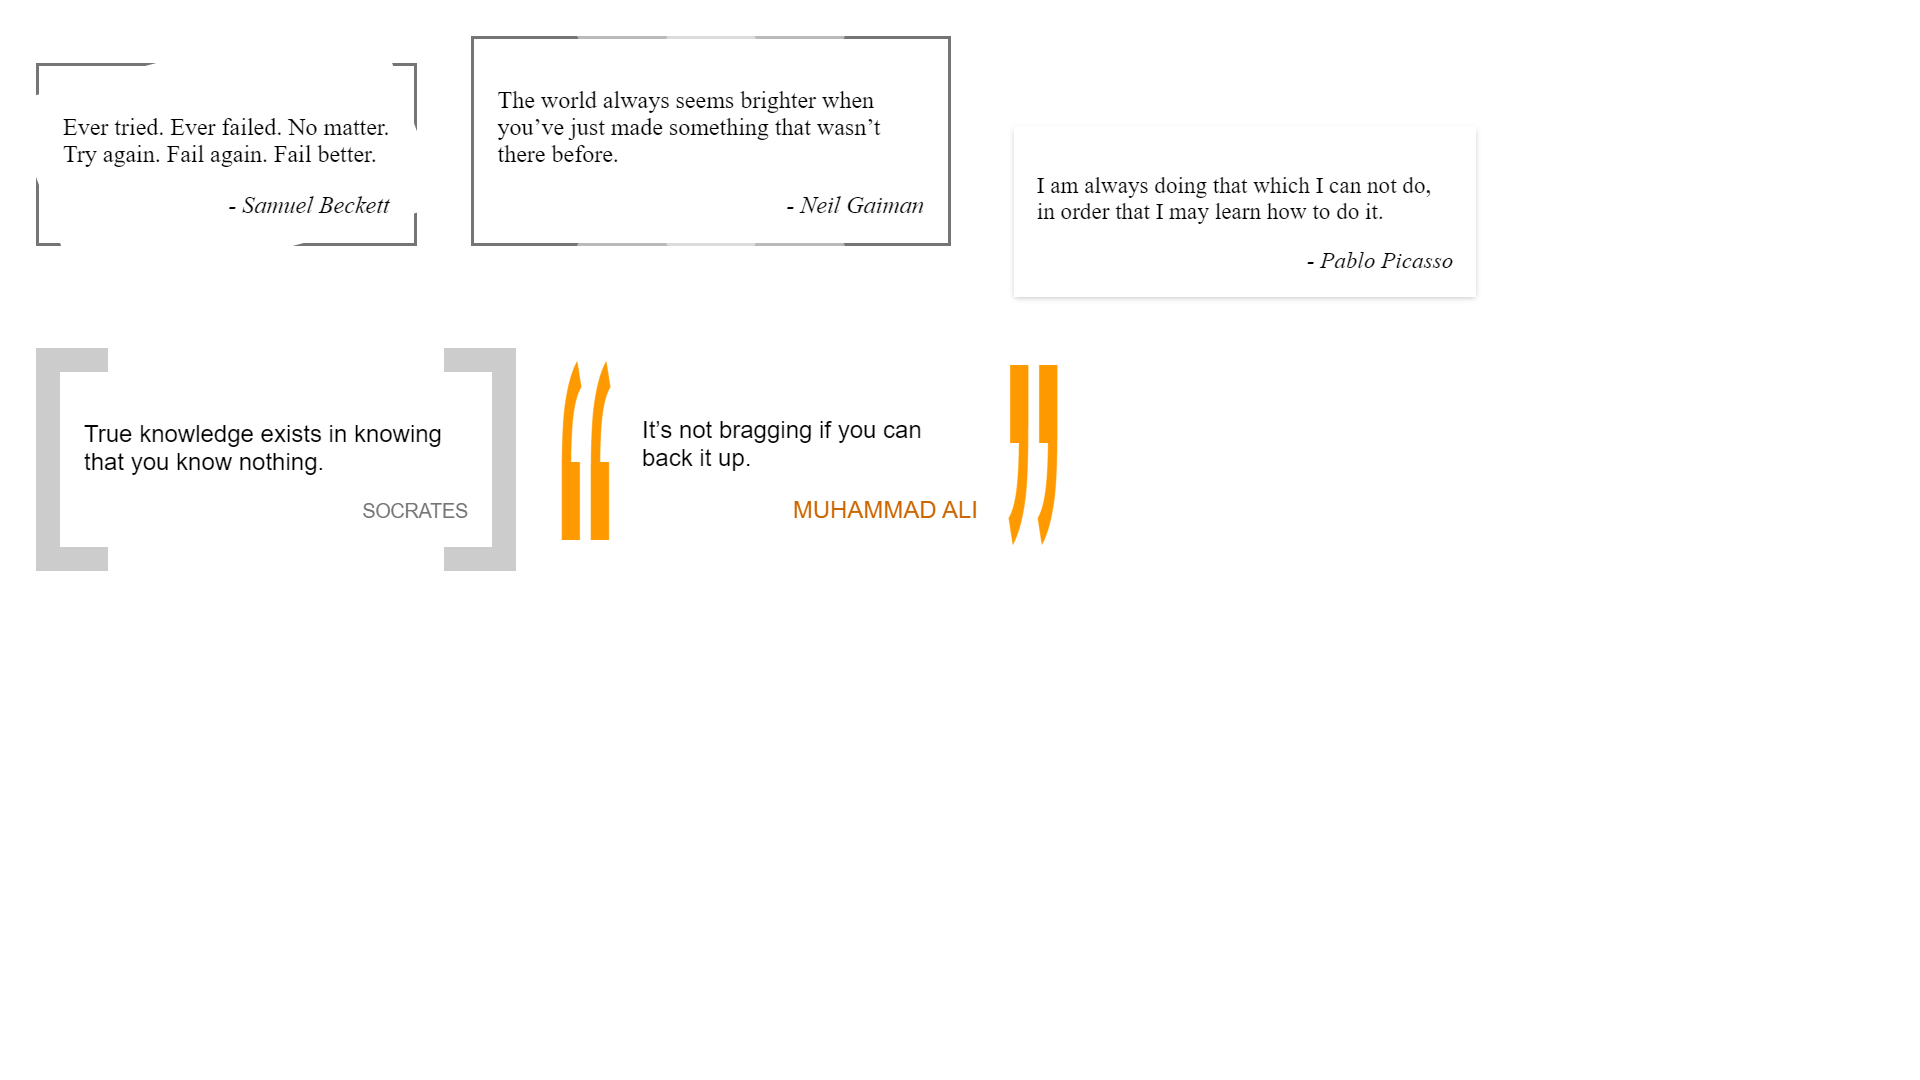 Ever tried. Ever failed. No matter.
Try again. Fail again. Fail better.
- Samuel Beckett
The world always seems brighter when
you’ve just made something that wasn’t
there before.
- Neil Gaiman
I am always doing that which I can not do,
in order that I may learn how to do it.
- Pablo Picasso
True knowledge exists in knowing
that you know nothing.
SOCRATES
It’s not bragging if you can
back it up.
MUHAMMAD ALI